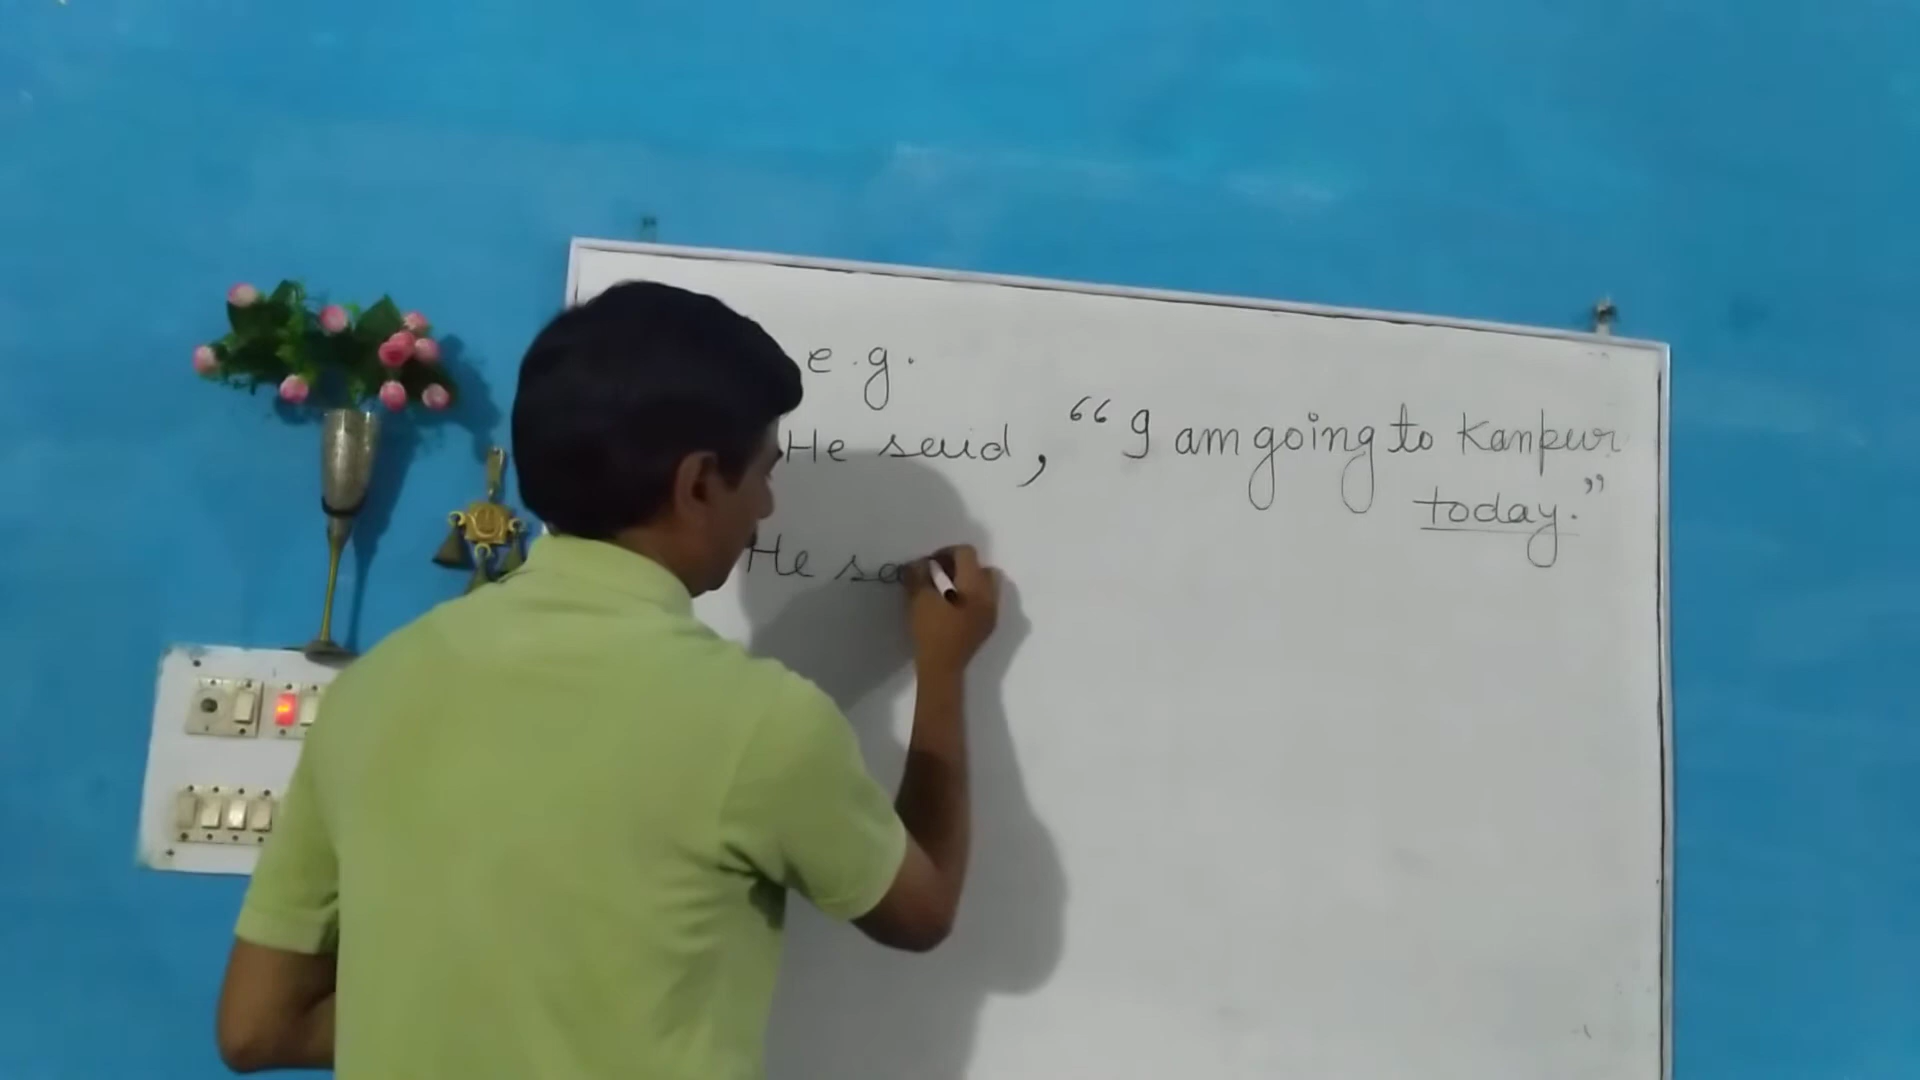 e.g.
He said, “I am going to Kanpur
today.”
He sa